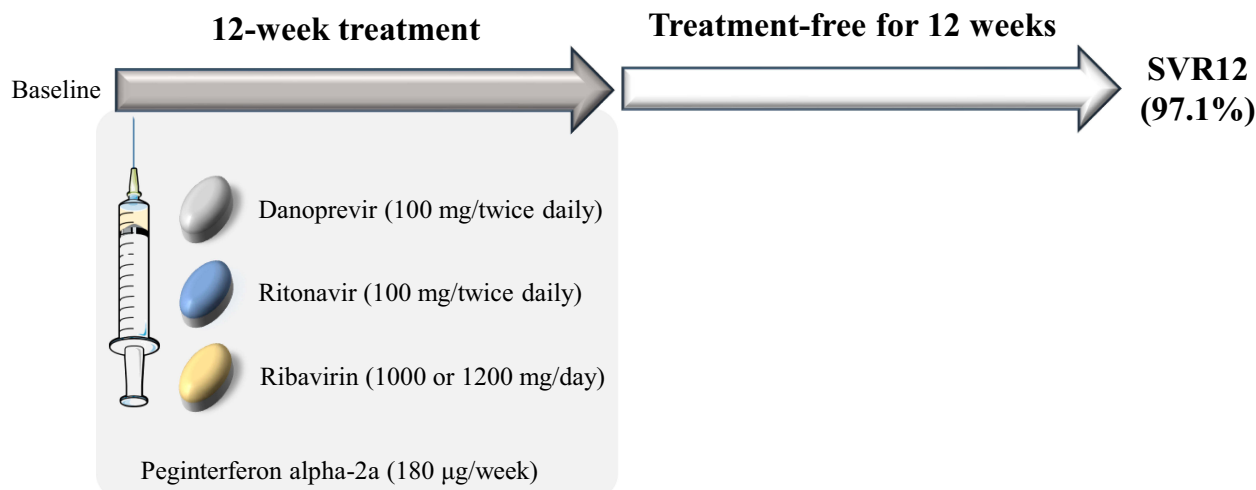 12-week treatment
Treatment-free for 12 weeks
Baseline
SVR12
(97.1%)
Danoprevir (100 mg/twice daily)
Ritonavir (100 mg/twice daily)
Ribavirin (1000 or 1200 mg/day)
Peginterferon alpha-2a (180 μg/week)